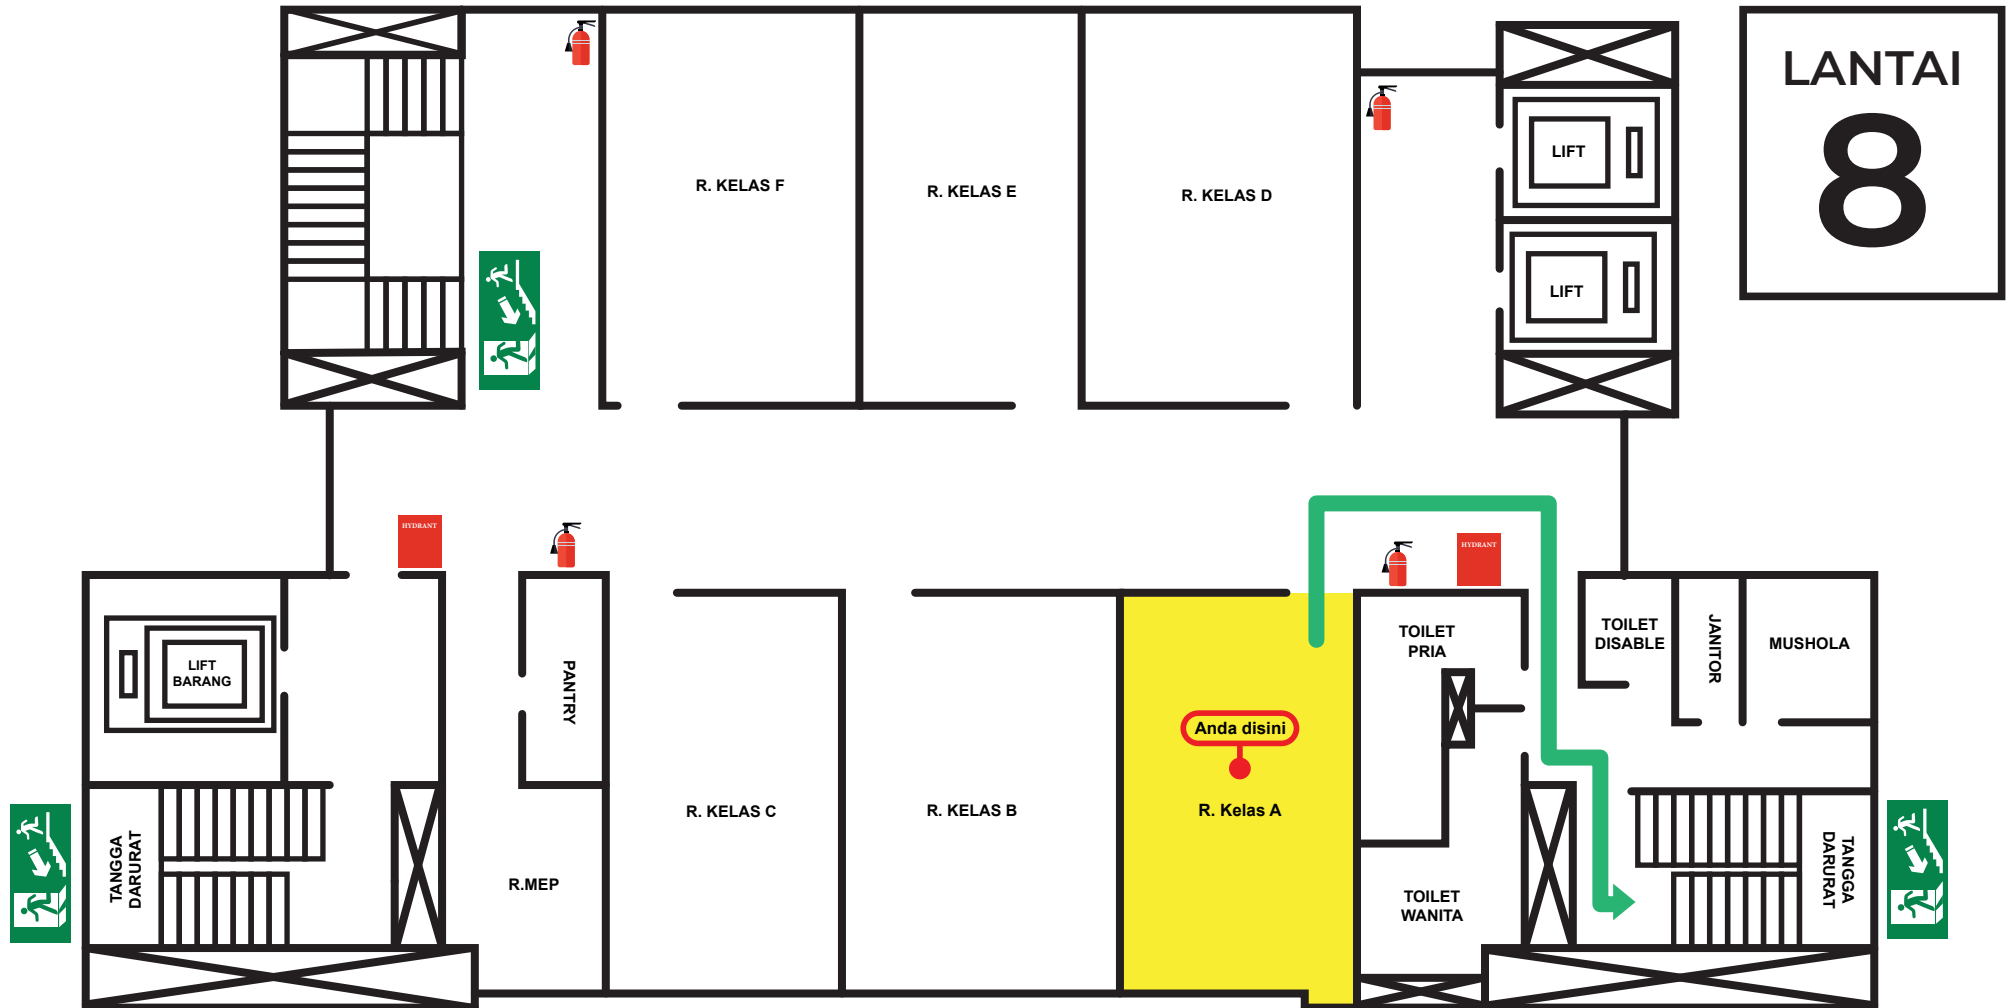 LANTAI
8
R. KELAS F
R. KELAS E
R. KELAS D
LIFT
LIFT
HYDRANT
HYDRANT
LIFT
BARANG
PANTRY
TOILET
PRIA
TOILET
DISABLE
JANITOR
MUSHOLA
Anda disini
R. KELAS C
R. KELAS B
R. Kelas A
TANGGA
DARURAT
R.MEP
TOILET
WANITA
TANGGA
DARURAT